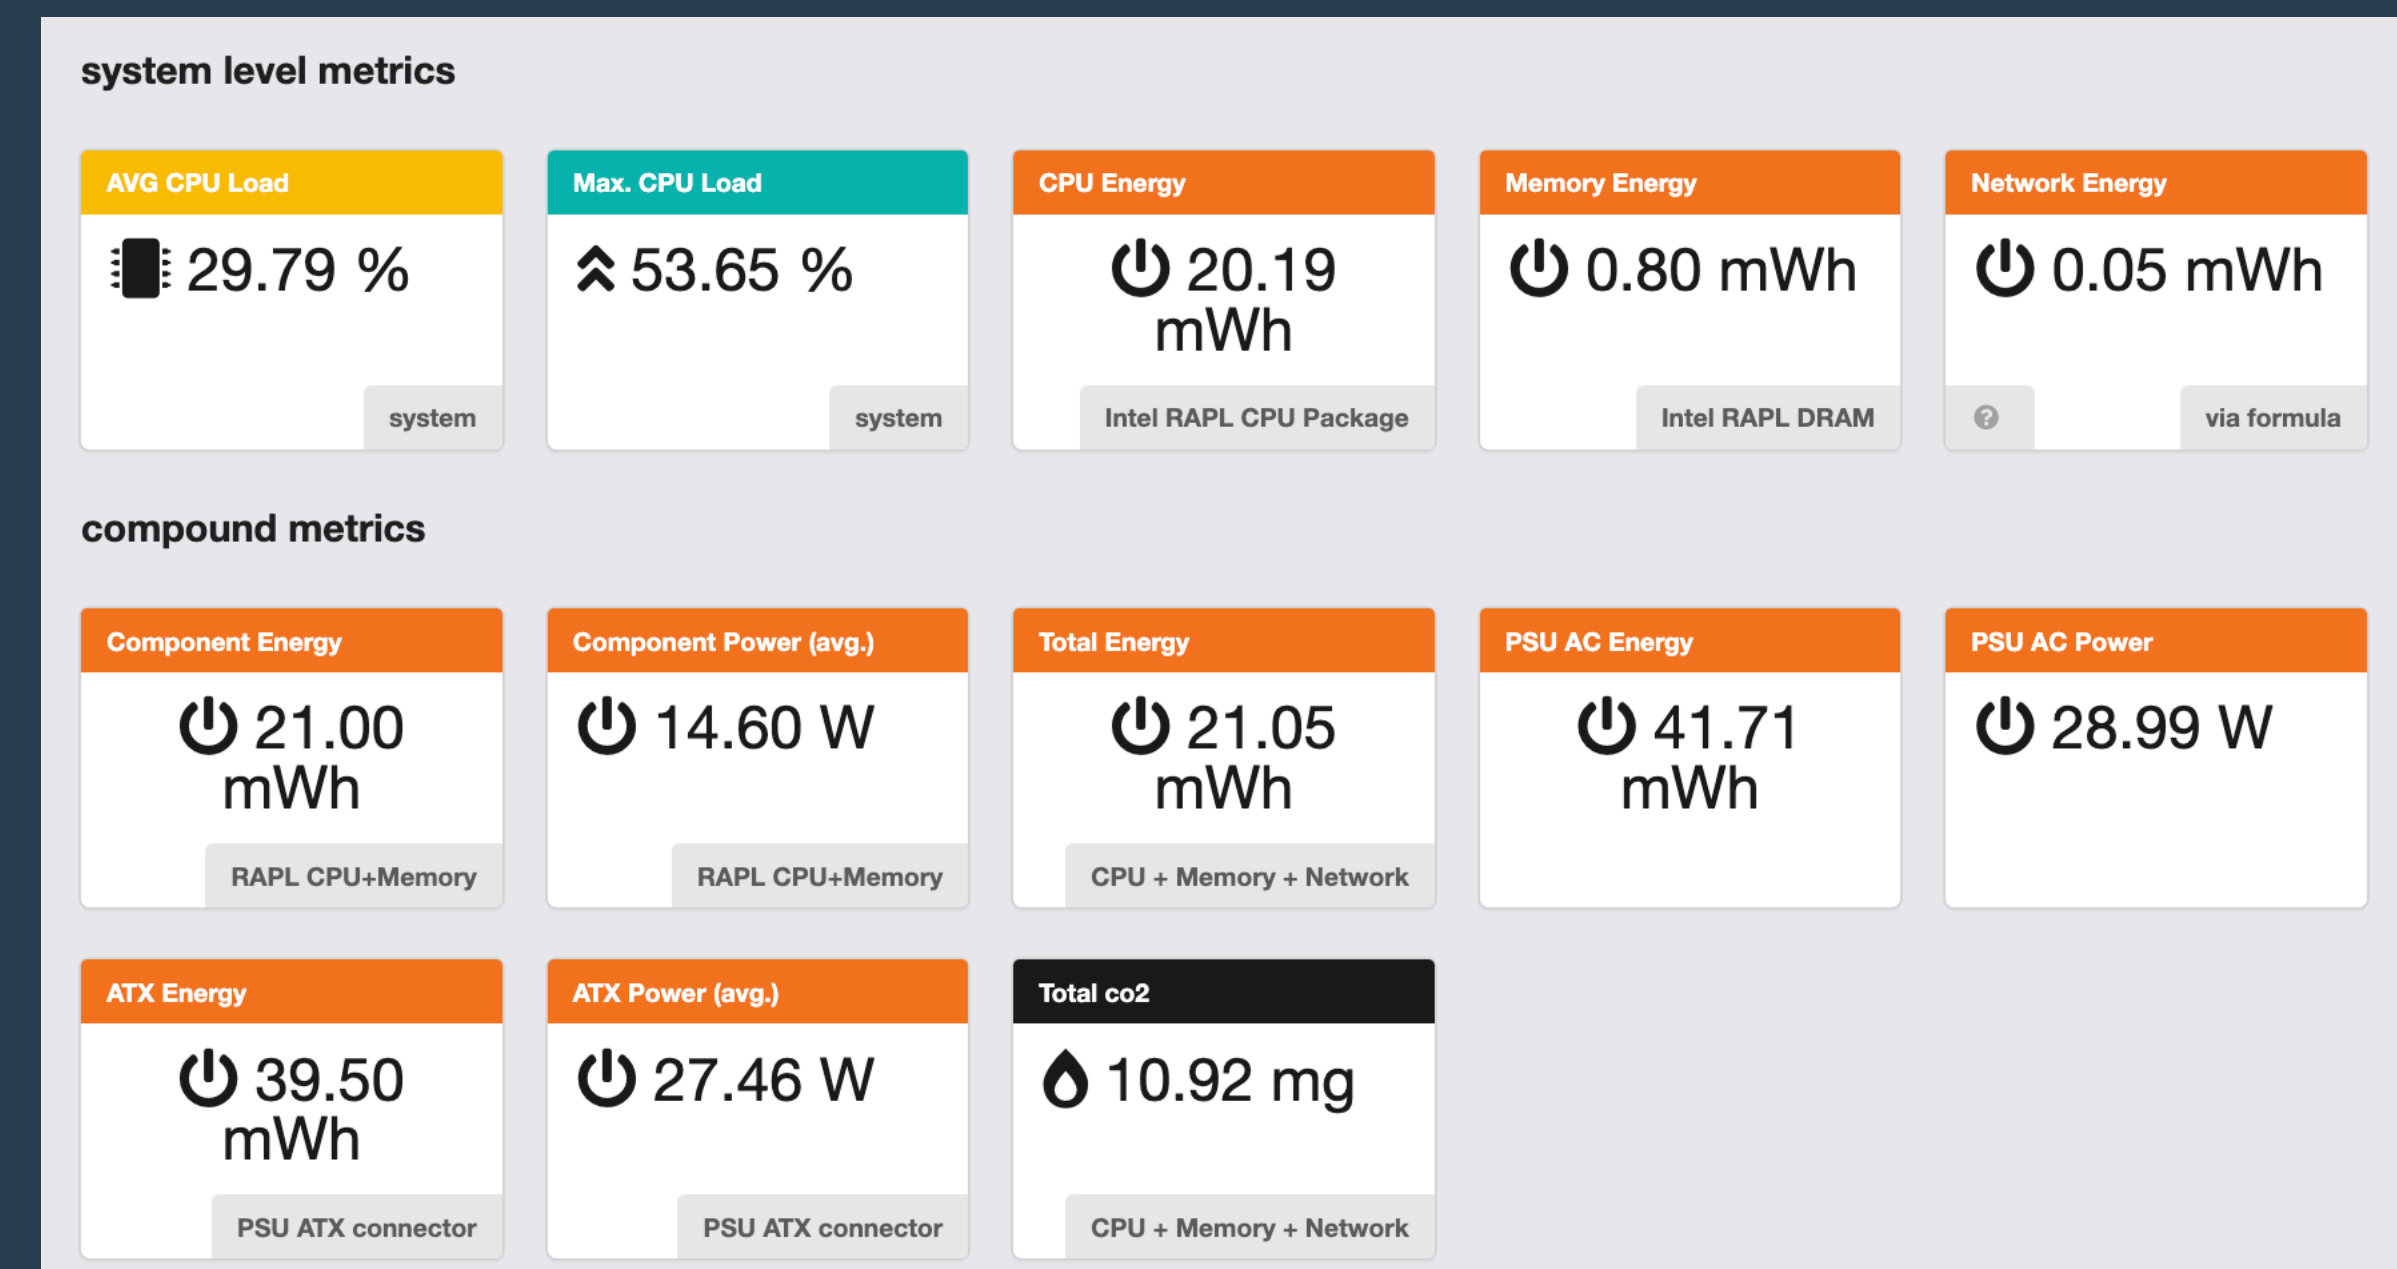 system level metrics
AVG CPU Load
29.79 %
system
Max. CPU Load
53.65 %
system
CPU Energy
20.19
mWh
Intel RAPL CPU Package
Memory Energy
0.80 mWh
Intel RAPL DRAM
Network Energy
0.05 mWh
?
via formula
compound metrics
Component Energy
21.00
mWh
RAPL CPU+Memory
Component Power (avg.)
14.60 W
RAPL CPU+Memory
Total Energy
21.05
mWh
CPU + Memory + Network
PSU AC Energy
41.71
mWh
PSU AC Power
28.99 W
ATX Energy
39.50
mWh
PSU ATX connector
ATX Power (avg.)
27.46 W
PSU ATX connector
Total co2
10.92 mg
CPU + Memory + Network